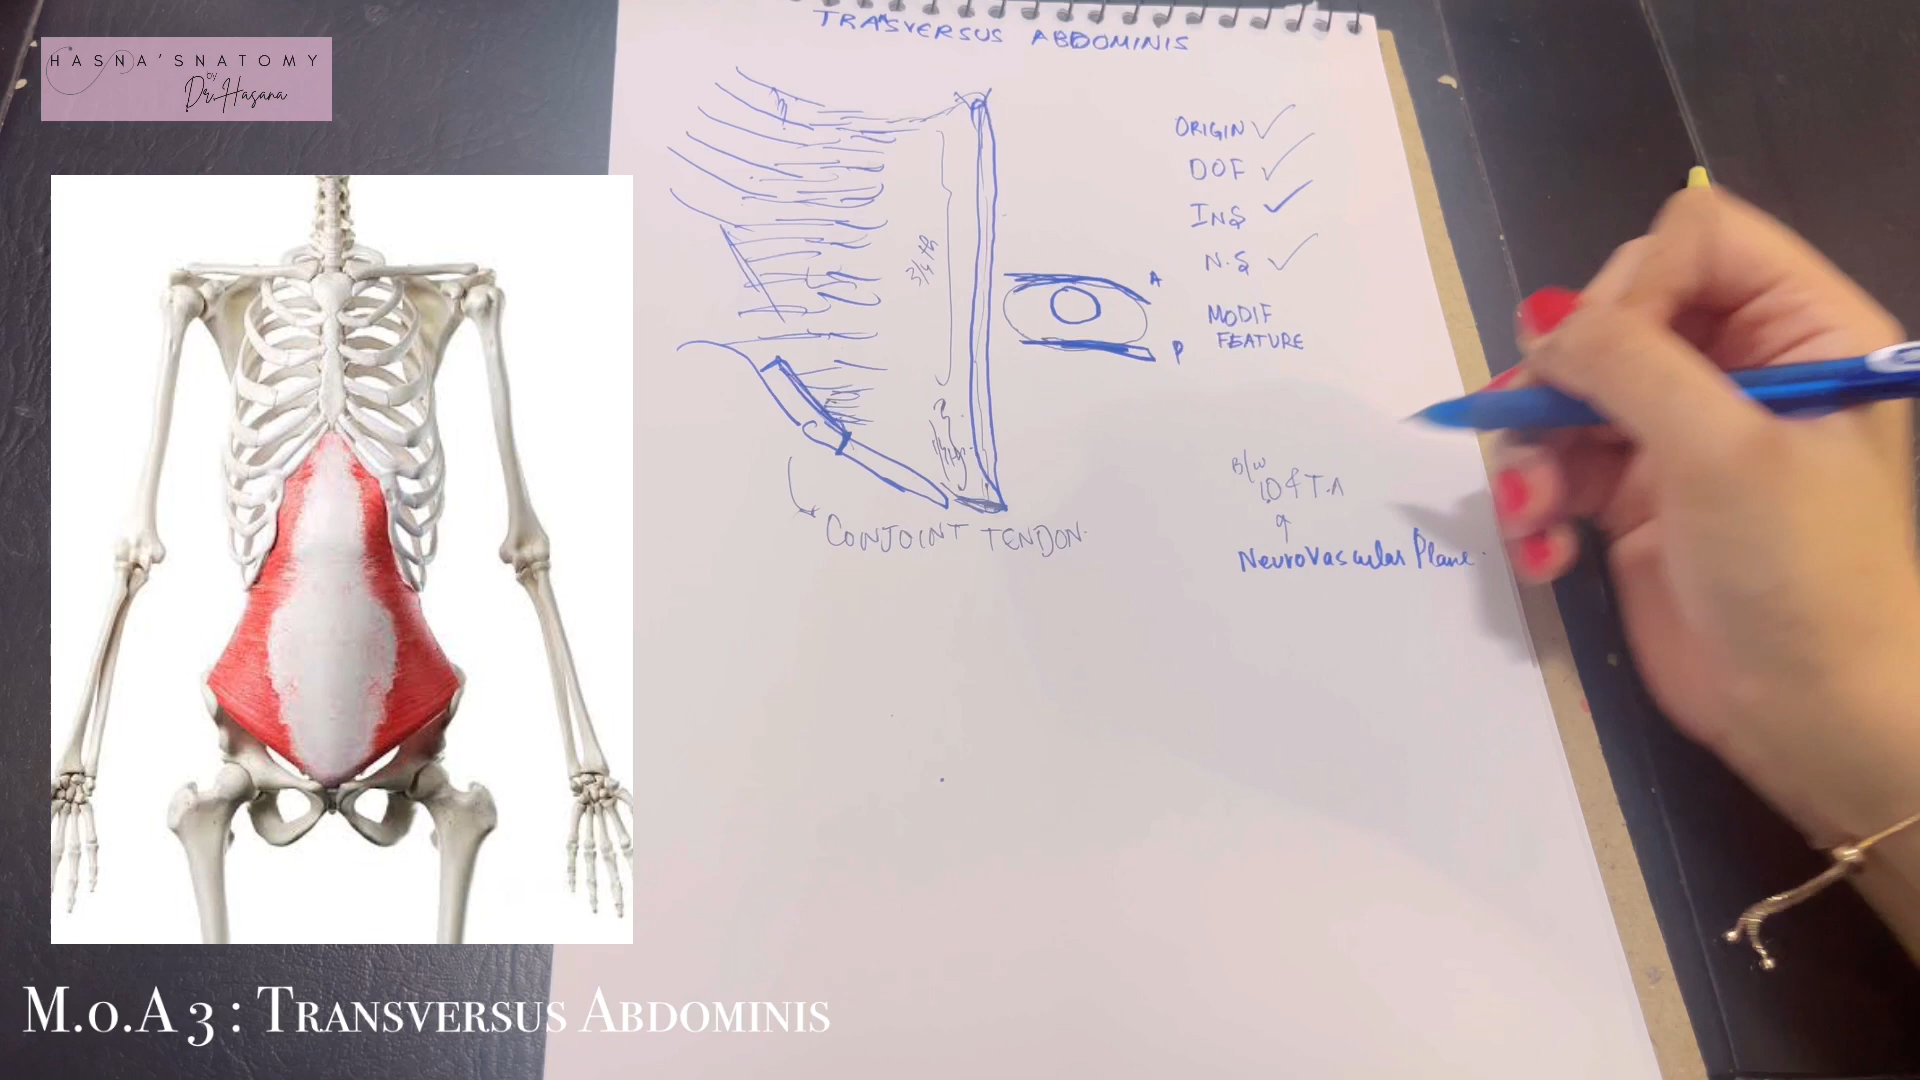 HASNA'SNATOMY
by
Dr.Hasana
TRANSVERSUS ABDOMINIS
ORIGIN
DOF
INS
N.S
MODIF
FEATURE
3/4 th
A
P
B/W
I.O & T.A
NeuroVascular Plane
CONJOINT TENDON
M.O.A 3 : TRANSVERSUS ABDOMINIS